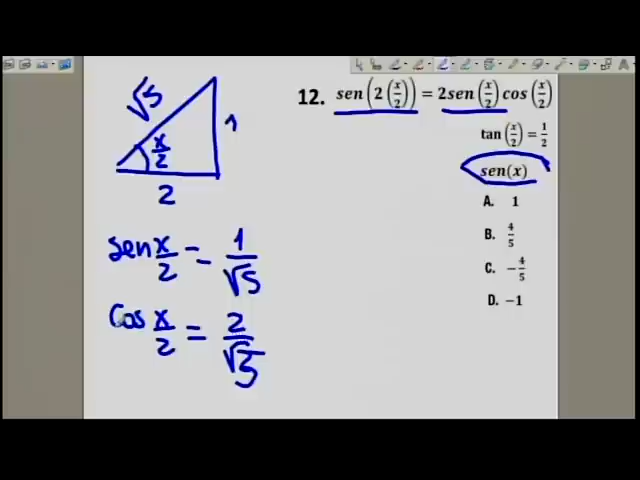 12. sen(2(x/2)) = 2sen(x/2)cos(x/2)
tan(x/2) = 1/2
sen(x)
A. 1
B. 4/5
C. -4/5
D. -1
√5
x/2
1
2
sen x/2 = 1/√5
cos x/2 = 2/√5